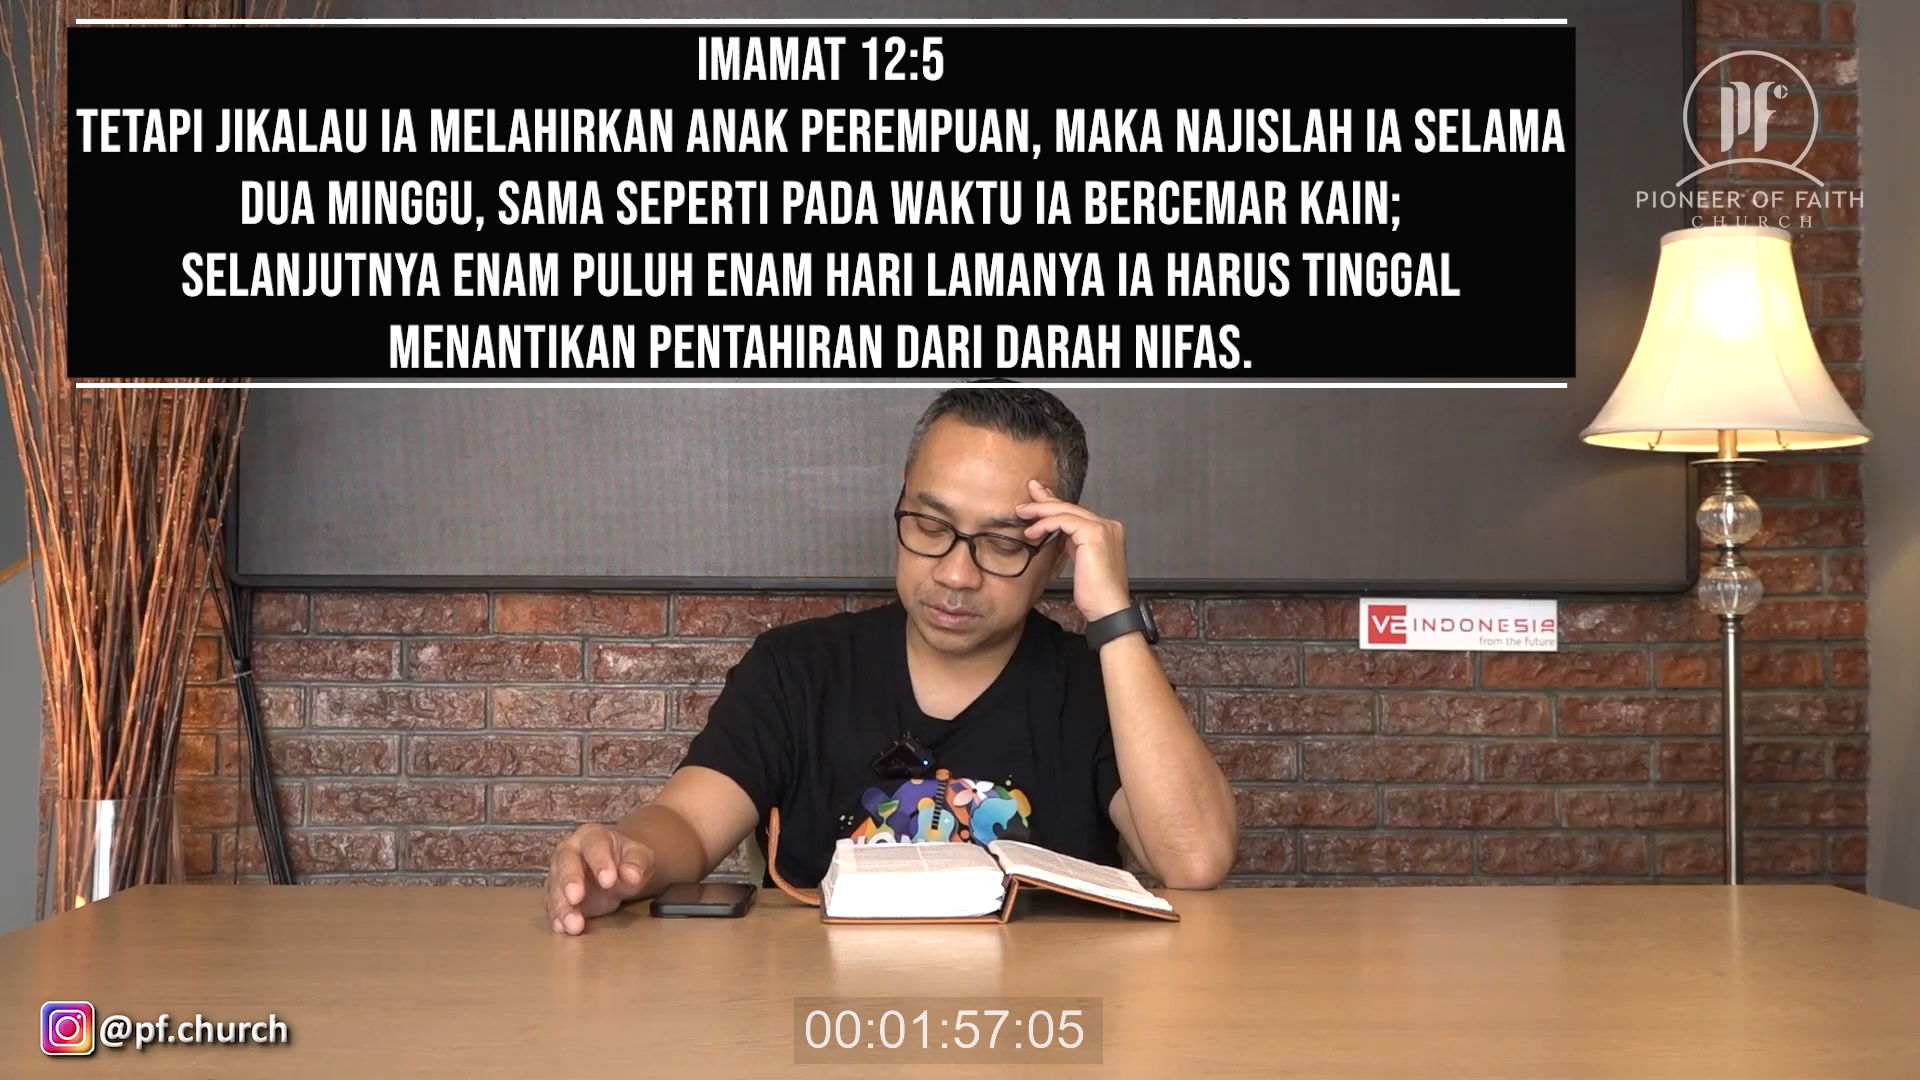 IMAMAT 12:5
TETAPI JIKALAU IA MELAHIRKAN ANAK PEREMPUAN, MAKA NAJISLAH IA SELAMA
DUA MINGGU, SAMA SEPERTI PADA WAKTU IA BERCEMAR KAIN;
SELANJUTNYA ENAM PULUH ENAM HARI LAMANYA IA HARUS TINGGAL
MENANTIKAN PENTAHIRAN DARI DARAH NIFAS.
PF
PIONEER OF FAITH
CHURCH
VE INDONESIA
from the future
@pf.church
00:01:57:05